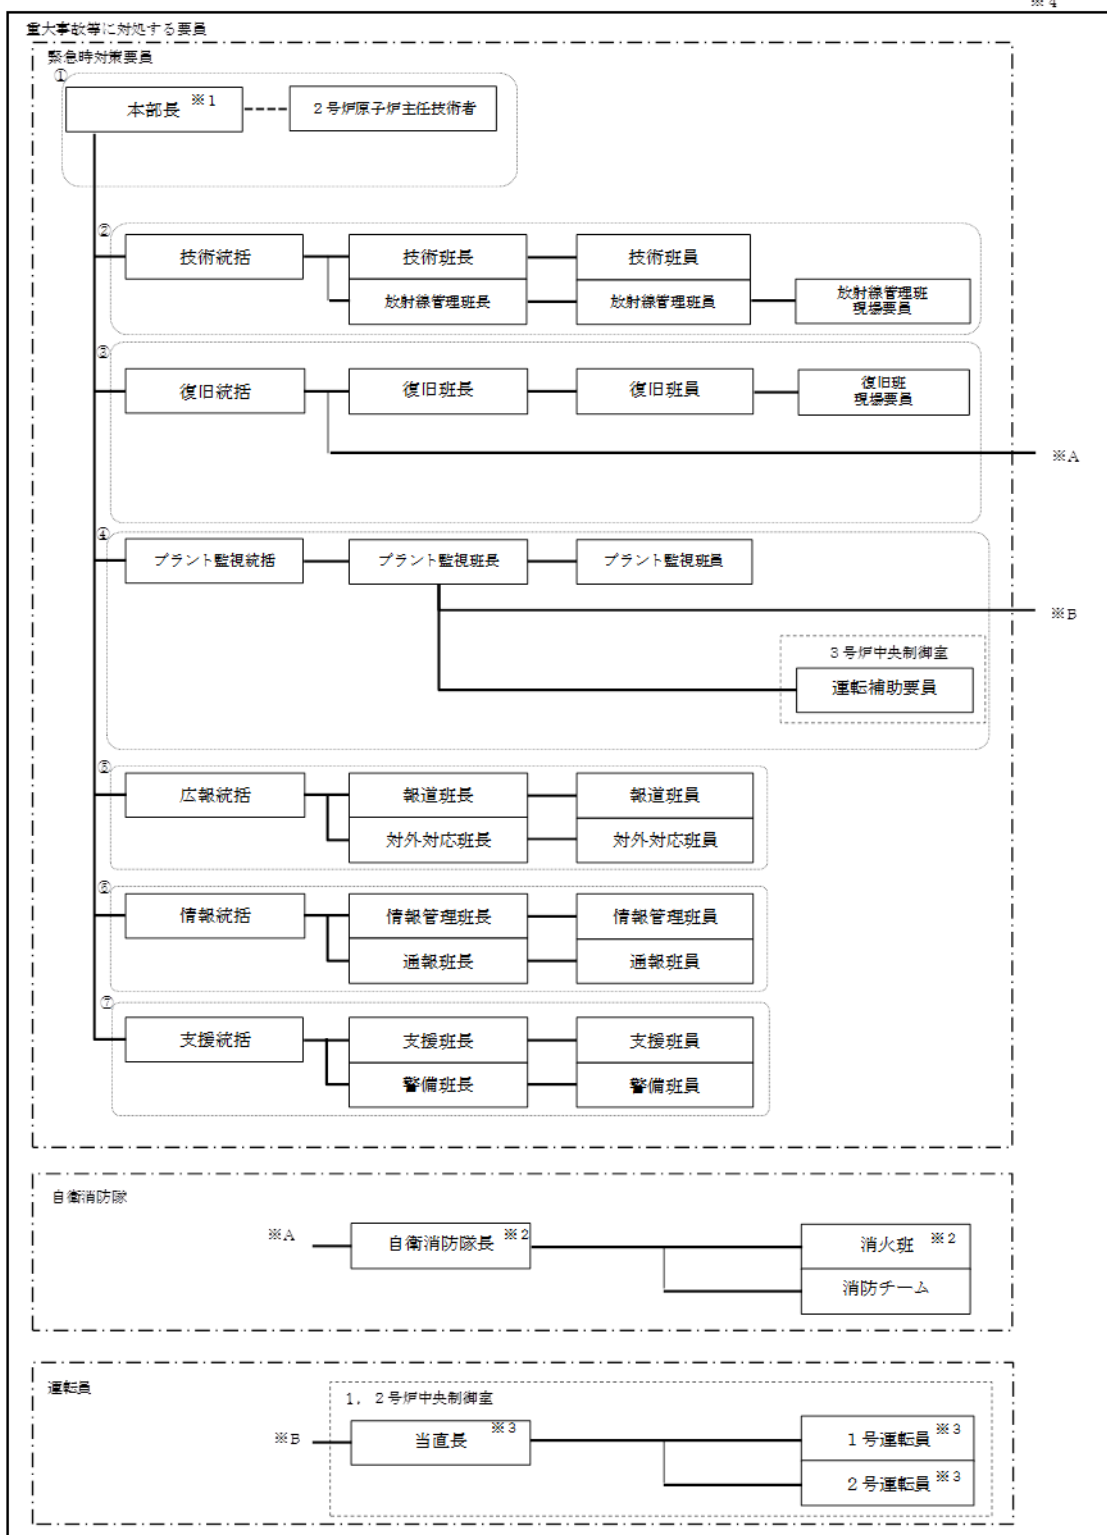 ※4
重大事故等に対処する要員
緊急時対策要員
①
本部長 ※1
2号炉原子炉主任技術者
②
技術統括
技術班長
技術班員
放射線管理班長
放射線管理班員
放射線管理班
現場要員
③
復旧統括
復旧班長
復旧班員
復旧班
現場要員
※A
④
プラント監視統括
プラント監視班長
プラント監視班員
※B
3号炉中央制御室
運転補助要員
⑤
広報統括
報道班長
報道班員
対外対応班長
対外対応班員
⑥
情報統括
情報管理班長
情報管理班員
通報班長
通報班員
⑦
支援統括
支援班長
支援班員
警備班長
警備班員
自衛消防隊
※A
自衛消防隊長 ※2
消火班 ※2
消防チーム
運転員
1,2号炉中央制御室
※B
当直長 ※3
1号運転員 ※3
2号運転員 ※3